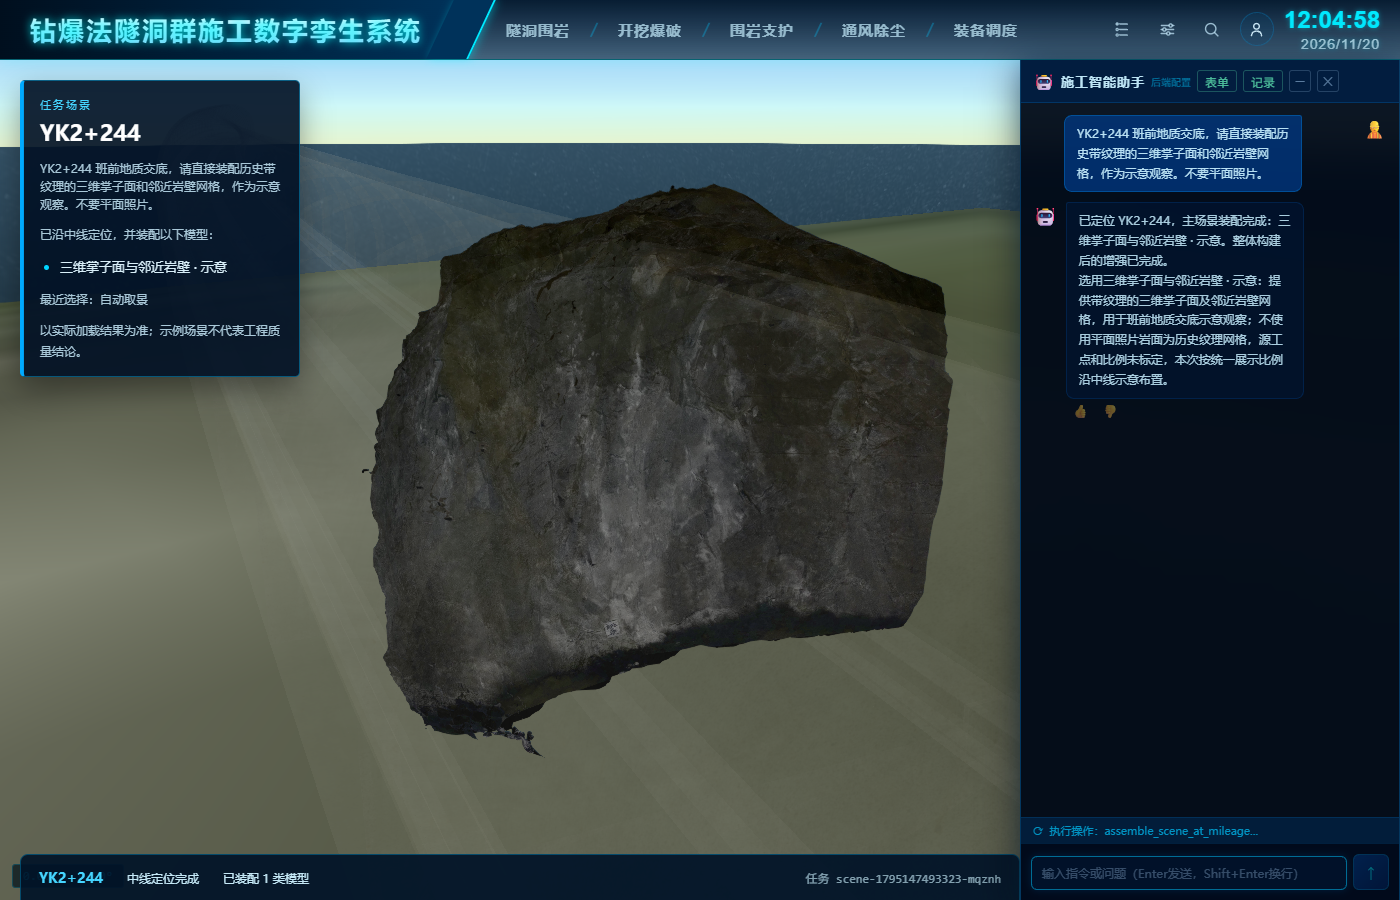 钻爆法隧洞群施工数字孪生系统
隧洞围岩 / 开挖爆破 / 围岩支护 / 通风除尘 / 装备调度
12:04:58
2026/11/20
任务场景
YK2+244
YK2+244 班前地质交底，请直接装配历史带
纹理的三维掌子面和邻近岩壁网格，作为示意
观察。不要平面照片。
已沿中线定位，并装配以下模型：
三维掌子面与邻近岩壁 · 示意
最近选择：自动取景
以实际加载结果为准；示例场景不代表工程质
量结论。
施工智能助手 后端配置 表单 记录
YK2+244 班前地质交底，请直接装配历
史带纹理的三维掌子面和邻近岩壁网
格，作为示意观察。不要平面照片。
已定位 YK2+244，主场景装配完成：三
维掌子面与邻近岩壁 · 示意。整体构建
后的增强已完成。
选用三维掌子面与邻近岩壁 · 示意：提
供带纹理的三维掌子面及邻近岩壁网
格，用于班前地质交底示意观察；不使
用平面照片岩面为历史纹理网格，源工
点和比例未标定，本次按统一展示比例
沿中线示意布置。
执行操作：assemble_scene_at_mileage...
输入指令或问题（Enter发送，Shift+Enter换行）
YK2+244 中线定位完成 已装配 1 类模型 任务 scene-1795147493323-mqznh